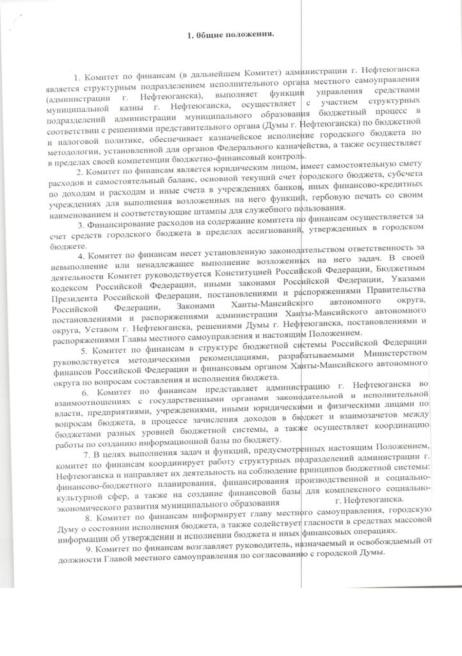 1. Общие положения.
1. Комитет по финансам (в дальнейшем Комитет) администрации г. Нефтеюганска
является структурным подразделением исполнительного органа местного самоуправления
(администрации г. Нефтеюганска), выполняет функции управления средствами
муниципальной казны г. Нефтеюганска, осуществляет с участием структурных
подразделений администрации муниципального образования бюджетный процесс в
соответствии с решениями представительного органа (Думы г. Нефтеюганска) по бюджетной
и налоговой политике, обеспечивает казначейское исполнение городского бюджета по
методологии, установленной для органов Федерального казначейства, а также осуществляет
в пределах своей компетенции бюджетно-финансовый контроль.
2. Комитет по финансам является юридическим лицом, имеет самостоятельную смету
расходов и самостоятельный баланс, основной текущий счет городского бюджета, субсчета
по доходам и расходам и иные счета в учреждениях банков, иных финансово-кредитных
учреждениях для выполнения возложенных на него функций, гербовую печать со своим
наименованием и соответствующие штампы для служебного пользования.
3. Финансирование расходов на содержание комитета по финансам осуществляется за
счет средств городского бюджета в пределах ассигнований, утвержденных в городском
бюджете.
4. Комитет по финансам несет установленную законодательством ответственность за
невыполнение или ненадлежащее выполнение возложенных на него задач. В своей
деятельности Комитет руководствуется Конституцией Российской Федерации, Бюджетным
кодексом Российской Федерации, иными законами Российской Федерации, Указами
Президента Российской Федерации, постановлениями и распоряжениями Правительства
Российской Федерации, Законами Ханты-Мансийского автономного округа,
постановлениями и распоряжениями администрации Ханты-Мансийского автономного
округа, Уставом г. Нефтеюганска, решениями Думы г. Нефтеюганска, постановлениями и
распоряжениями Главы местного самоуправления и настоящим Положением.
5. Комитет по финансам в структуре бюджетной системы Российской Федерации
руководствуется методическими рекомендациями, разрабатываемыми Министерством
финансов Российской Федерации и финансовым органом Ханты-Мансийского автономного
округа по вопросам составления и исполнения бюджета.
6. Комитет по финансам представляет администрацию г. Нефтеюганска во
взаимоотношениях с государственными органами законодательной и исполнительной
власти, предприятиями, учреждениями, иными юридическими и физическими лицами по
вопросам бюджета, в процессе зачисления доходов в бюджет и взаимозачетов между
бюджетами разных уровней бюджетной системы, а также осуществляет координацию
работы по созданию информационной базы по бюджету.
7. В целях выполнения задач и функций, предусмотренных настоящим Положением,
комитет по финансам координирует работу структурных подразделений администрации г.
Нефтеюганска и направляет их деятельность на соблюдение принципов бюджетной системы:
финансово-бюджетного планирования, финансирования производственной и социально-
культурной сфер, а также на создание финансовой базы для комплексного социально-
экономического развития муниципального образования г. Нефтеюганска.
8. Комитет по финансам информирует главу местного самоуправления, городскую
Думу о состоянии исполнения бюджета, а также содействует гласности в средствах массовой
информации об утверждении и исполнении бюджета и иных финансовых операциях.
9. Комитет по финансам возглавляет руководитель, назначаемый и освобождаемый от
должности Главой местного самоуправления по согласованию с городской Думы.